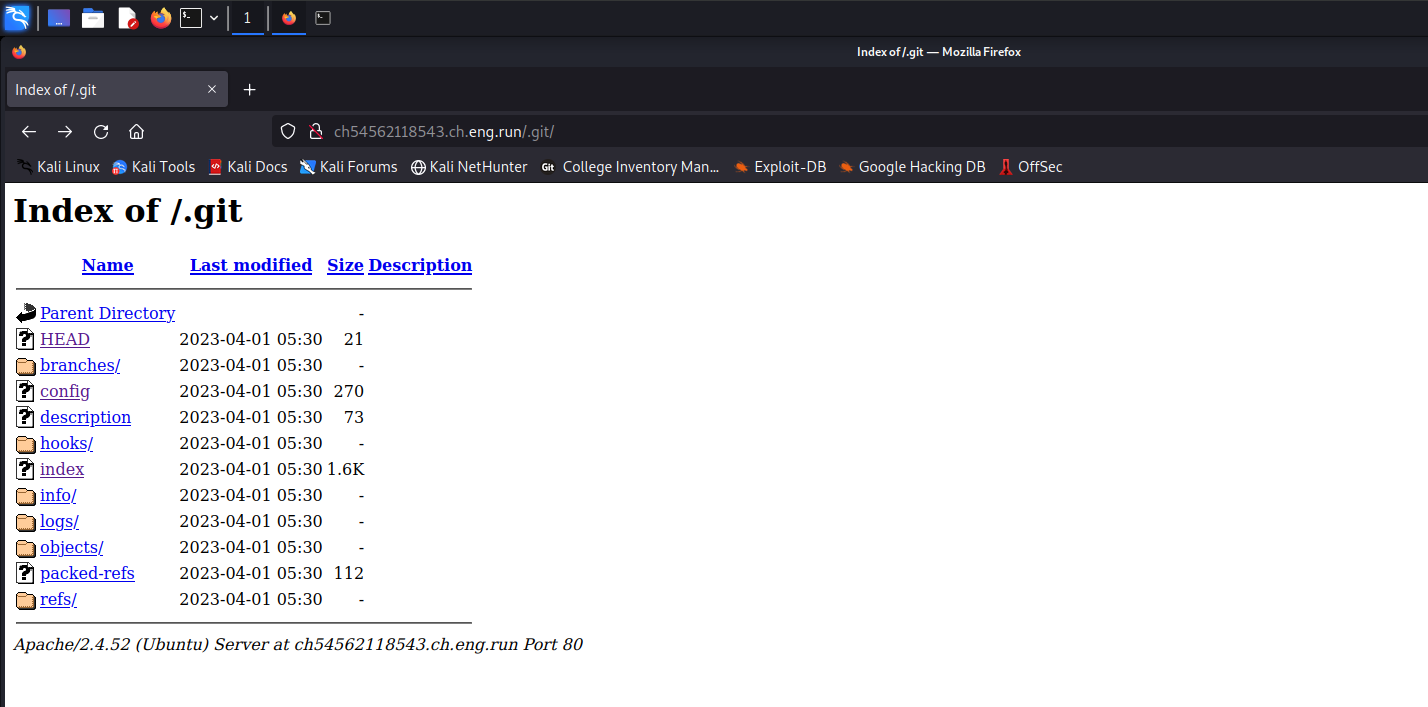 1
Index of /.git — Mozilla Firefox
Index of /.git
ch54562118543.ch.eng.run/.git/
Kali Linux Kali Tools Kali Docs Kali Forums Kali NetHunter Git College Inventory Man... Exploit-DB Google Hacking DB OffSec
Index of /.git
Name Last modified Size Description
Parent Directory -
HEAD 2023-04-01 05:30 21
branches/ 2023-04-01 05:30 -
config 2023-04-01 05:30 270
description 2023-04-01 05:30 73
hooks/ 2023-04-01 05:30 -
index 2023-04-01 05:30 1.6K
info/ 2023-04-01 05:30 -
logs/ 2023-04-01 05:30 -
objects/ 2023-04-01 05:30 -
packed-refs 2023-04-01 05:30 112
refs/ 2023-04-01 05:30 -
Apache/2.4.52 (Ubuntu) Server at ch54562118543.ch.eng.run Port 80